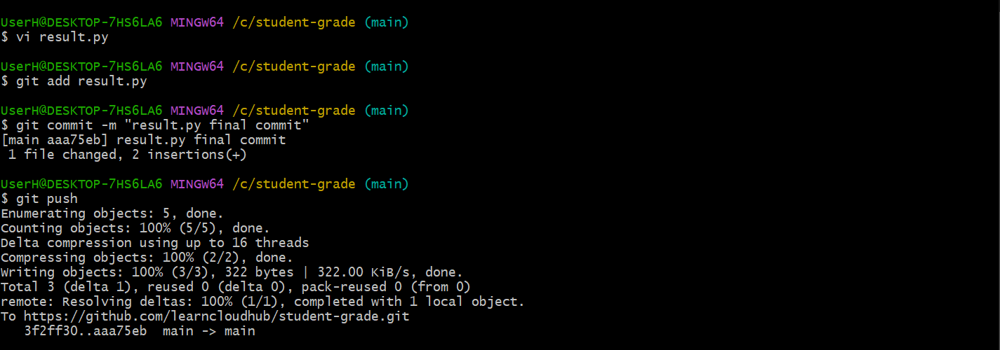 UserH@DESKTOP-7HS6LA6 MINGW64 /c/student-grade (main)
$ vi result.py
UserH@DESKTOP-7HS6LA6 MINGW64 /c/student-grade (main)
$ git add result.py
UserH@DESKTOP-7HS6LA6 MINGW64 /c/student-grade (main)
$ git commit -m "result.py final commit"
[main aaa75eb] result.py final commit
 1 file changed, 2 insertions(+)
UserH@DESKTOP-7HS6LA6 MINGW64 /c/student-grade (main)
$ git push
Enumerating objects: 5, done.
Counting objects: 100% (5/5), done.
Delta compression using up to 16 threads
Compressing objects: 100% (2/2), done.
Writing objects: 100% (3/3), 322 bytes | 322.00 KiB/s, done.
Total 3 (delta 1), reused 0 (delta 0), pack-reused 0 (from 0)
remote: Resolving deltas: 100% (1/1), completed with 1 local object.
To https://github.com/learncloudhub/student-grade.git
   3f2ff30..aaa75eb  main -> main